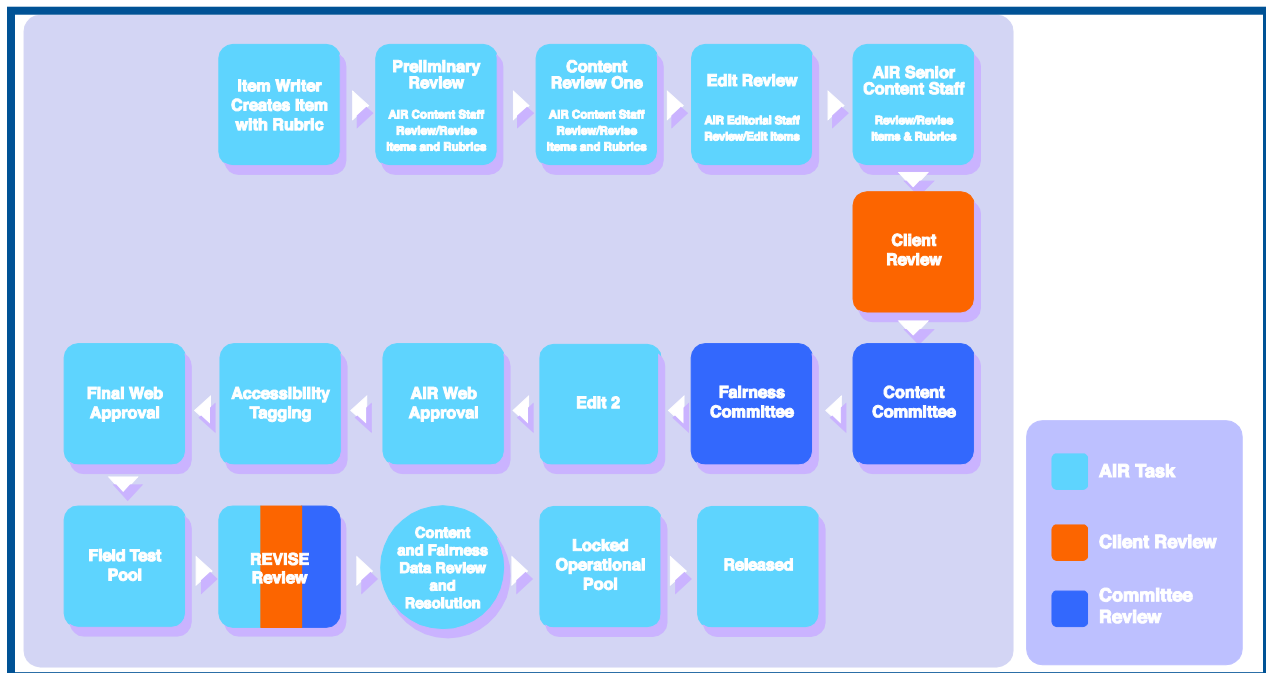 Item Writer
Creates Item
with Rubric
Preliminary
Review
AIR Content Staff
Review/Revise
Items and Rubrics
Content
Review One
AIR Content Staff
Review/Revise
Items and Rubrics
Edit Review
AIR Editorial Staff
Review/Edit Items
AIR Senior
Content Staff
Review/Revise
Items & Rubrics
Client
Review
Final Web
Approval
Accessibility
Tagging
AIR Web
Approval
Edit 2
Fairness
Committee
Content
Committee
Field Test
Pool
REVISE
Review
Content
and Fairness
Data Review
and
Resolution
Locked
Operational
Pool
Released
AIR Task
Client Review
Committee
Review